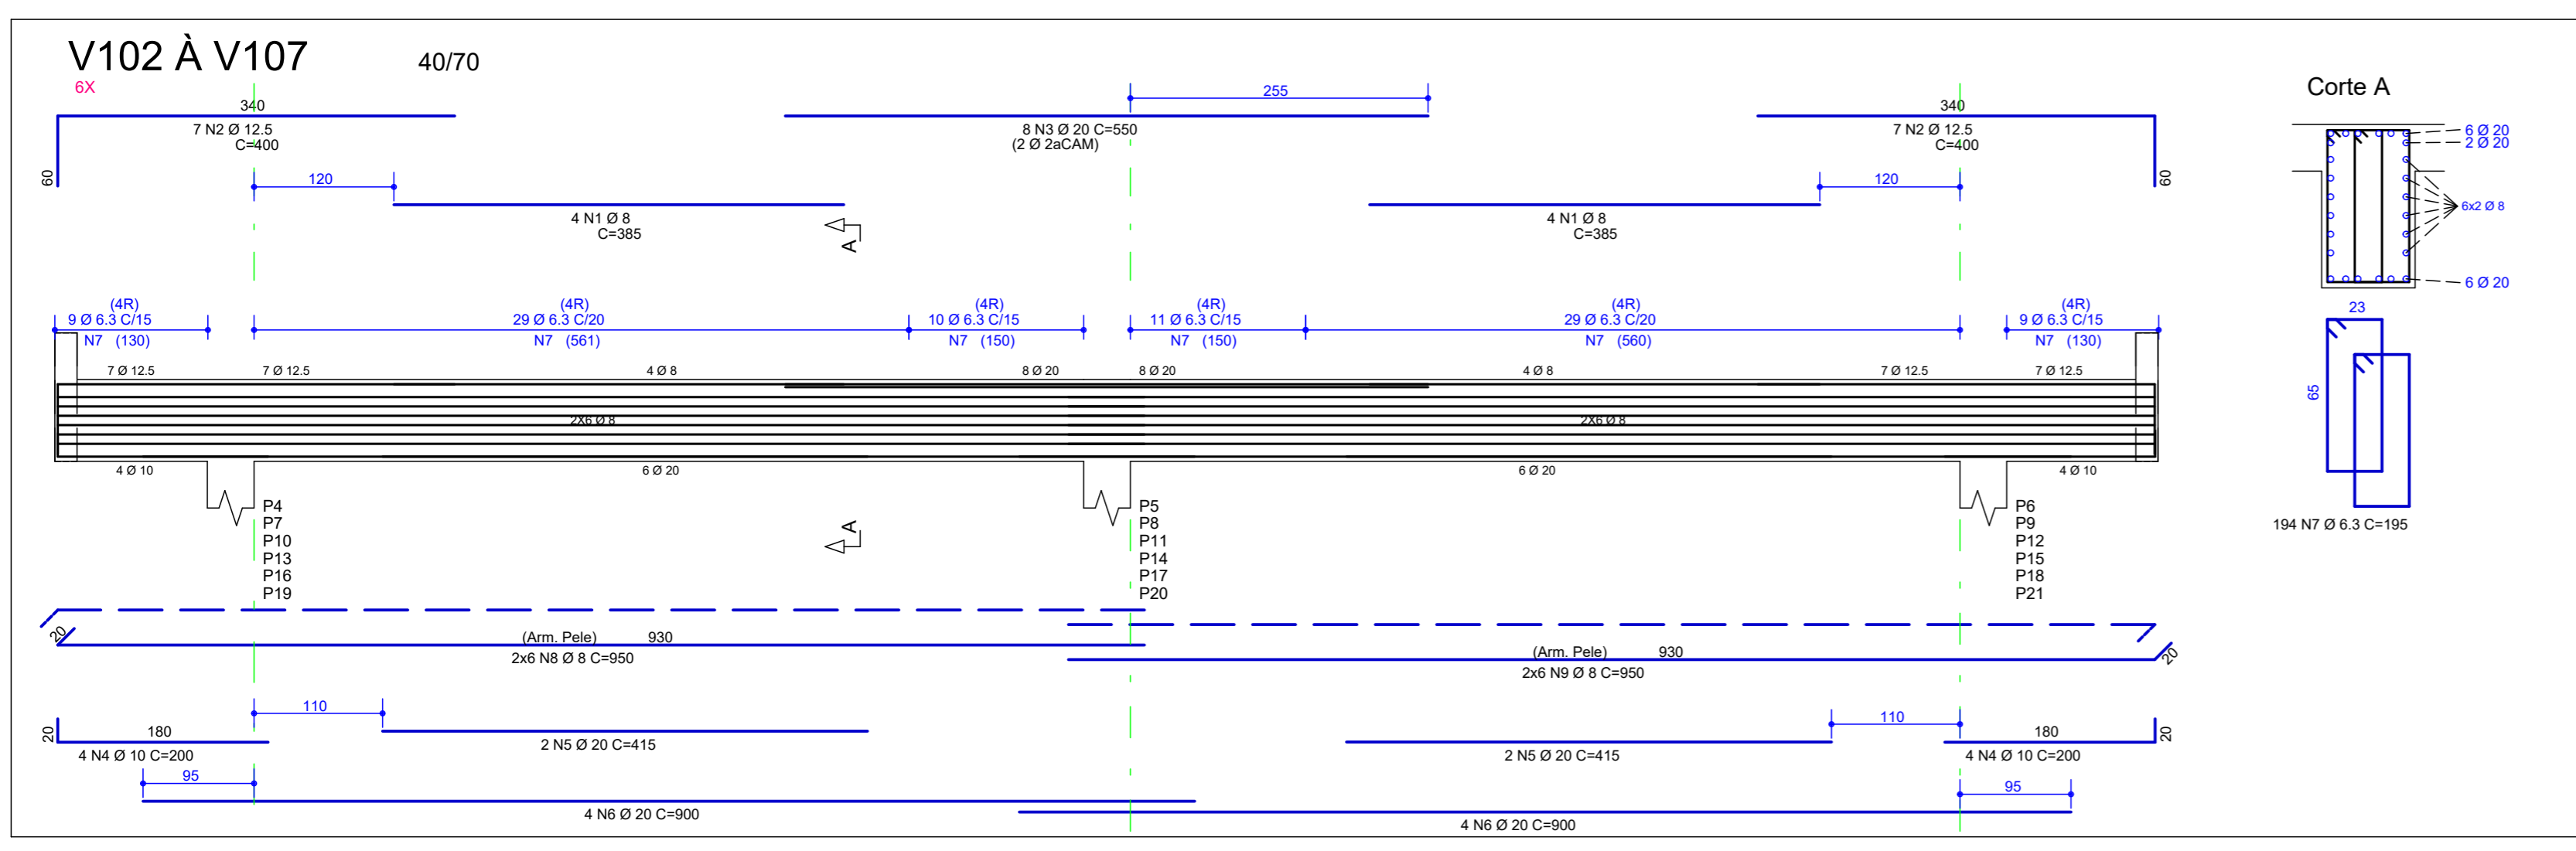 V102 À V107 40/70
6X
Corte A
255
340 340
7 N2 Ø 12.5 8 N3 Ø 20 C=550 7 N2 Ø 12.5
C=400 (2 Ø 2aCAM) C=400
6 Ø 20
2 Ø 20
60 120 120 60
6x2 Ø 8
4 N1 Ø 8 4 N1 Ø 8
C=385 C=385
A
6 Ø 20
(4R) (4R) (4R) (4R) (4R) (4R)
9 Ø 6.3 C/15 29 Ø 6.3 C/20 10 Ø 6.3 C/15 11 Ø 6.3 C/15 29 Ø 6.3 C/20 9 Ø 6.3 C/15
N7 (130) N7 (561) N7 (150) N7 (150) N7 (560) N7 (130)
23
65
194 N7 Ø 6.3 C=195
7 Ø 12.5 7 Ø 12.5 4 Ø 8 8 Ø 20 8 Ø 20 4 Ø 8 7 Ø 12.5 7 Ø 12.5
2X6 Ø 8 2X6 Ø 8
4 Ø 10 6 Ø 20 6 Ø 20 4 Ø 10
P4 P5 P6
P7 P8 P9
P10 P11 P12
A
P13 P14 P15
P16 P17 P18
P19 P20 P21
20 (Arm. Pele) 930
2x6 N8 Ø 8 C=950
(Arm. Pele) 930 20
2x6 N9 Ø 8 C=950
110 110
20 180 180 20
4 N4 Ø 10 C=200 2 N5 Ø 20 C=415 2 N5 Ø 20 C=415 4 N4 Ø 10 C=200
95 95
4 N6 Ø 20 C=900 4 N6 Ø 20 C=900